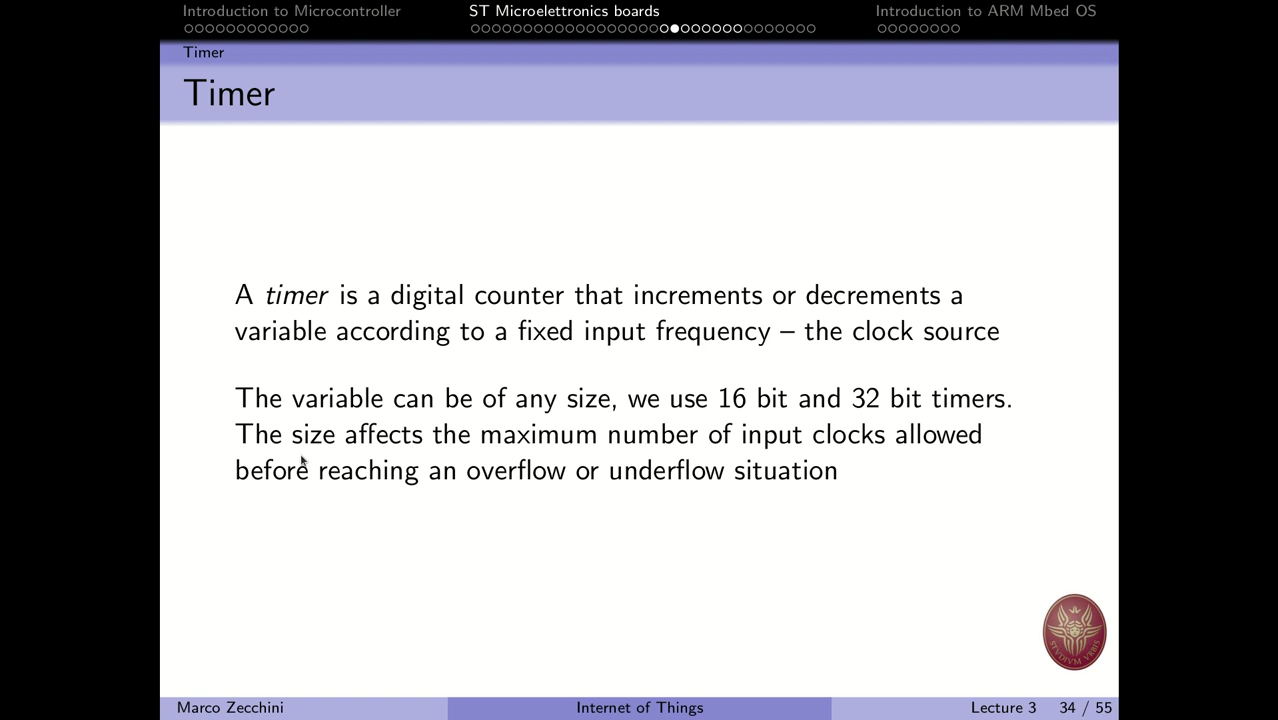 Introduction to Microcontroller
ST Microelettronics boards
Introduction to ARM Mbed OS
Timer
Timer
A timer is a digital counter that increments or decrements a
variable according to a fixed input frequency – the clock source
The variable can be of any size, we use 16 bit and 32 bit timers.
The size affects the maximum number of input clocks allowed
before reaching an overflow or underflow situation
STVDIVM VRBIS
Marco Zecchini
Internet of Things
Lecture 3
34 / 55